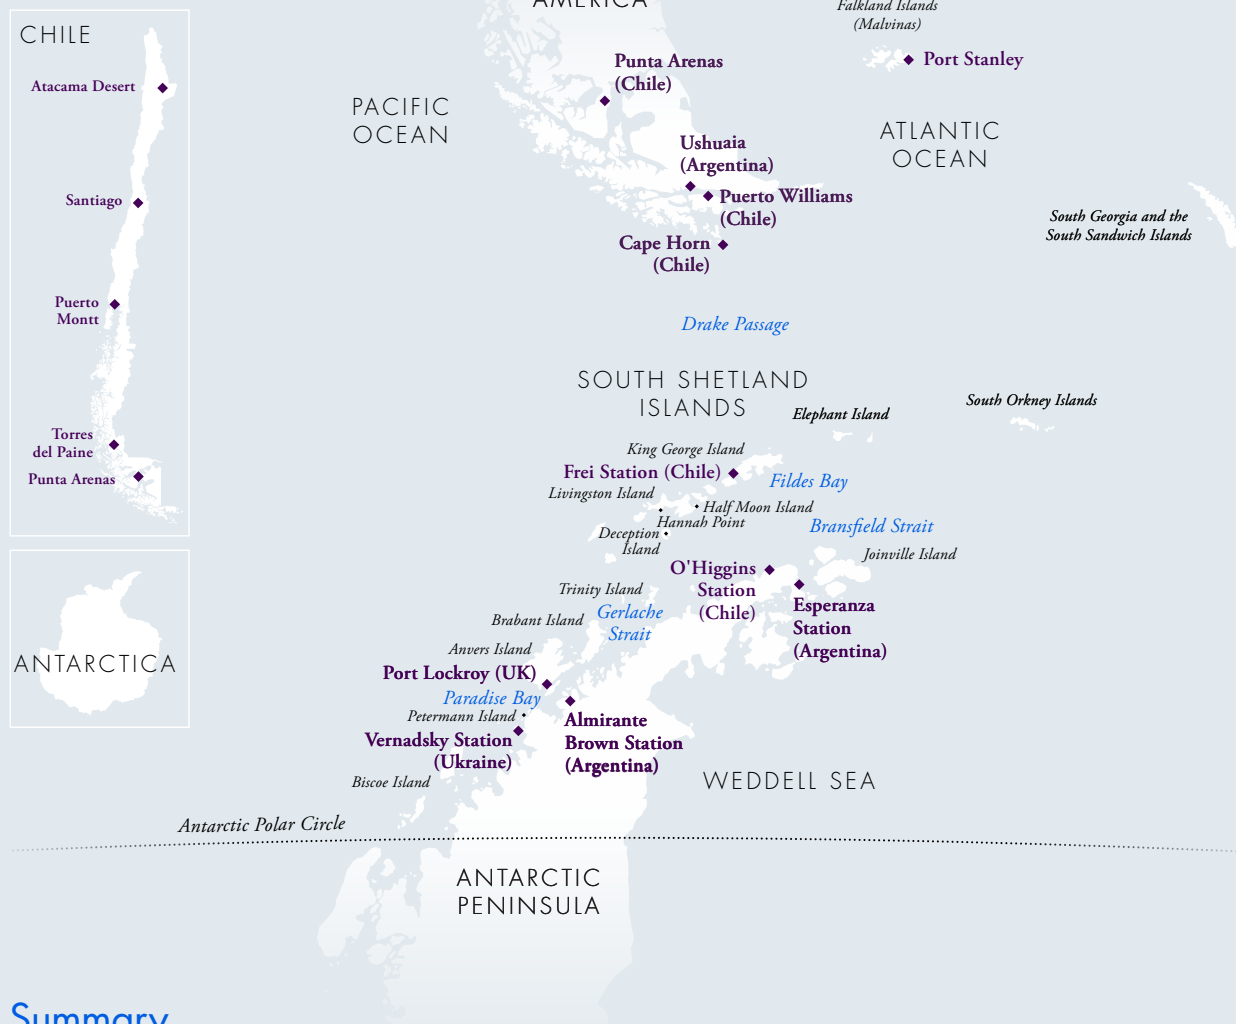 AMERICA
Falkland Islands
(Malvinas)
CHILE
Port Stanley
Punta Arenas
(Chile)
Atacama Desert
PACIFIC
OCEAN
ATLANTIC
OCEAN
Ushuaia
(Argentina)
Puerto Williams
(Chile)
Santiago
South Georgia and the
South Sandwich Islands
Cape Horn
(Chile)
Puerto
Montt
Drake Passage
SOUTH SHETLAND
ISLANDS
Elephant Island
South Orkney Islands
Torres
del Paine
King George Island
Frei Station (Chile)
Punta Arenas
Fildes Bay
Livingston Island
Half Moon Island
Hannah Point
Bransfield Strait
Deception
Island
Joinville Island
O'Higgins
Station
(Chile)
Trinity Island
Esperanza
Station
(Argentina)
Gerlache
Strait
Brabant Island
Anvers Island
ANTARCTICA
Port Lockroy (UK)
Paradise Bay
Petermann Island
Almirante
Brown Station
(Argentina)
Vernadsky Station
(Ukraine)
Biscoe Island
WEDDELL SEA
Antarctic Polar Circle
ANTARCTIC
PENINSULA
Summary